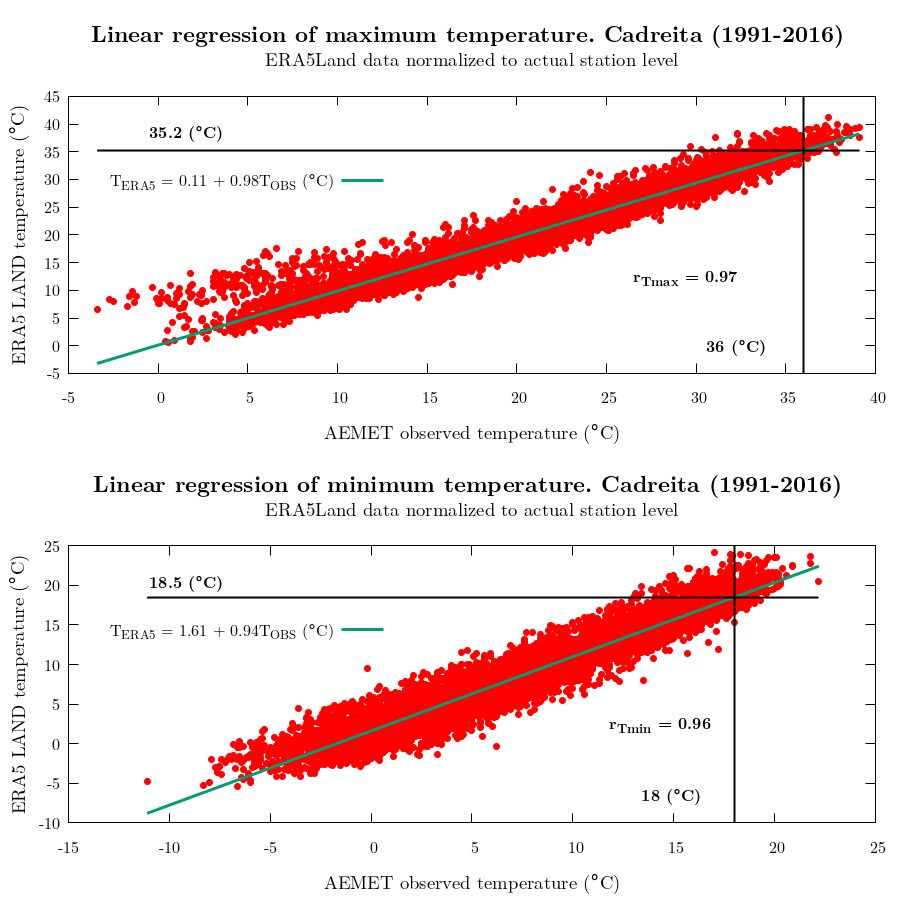 Linear regression of maximum temperature. Cadreita (1991-2016)
ERA5Land data normalized to actual station level
ERA5 LAND temperature (°C)
45
40
35
30
25
20
15
10
5
0
-5
35.2 (°C)
T_ERA5 = 0.11 + 0.98T_OBS (°C)
r_Tmax = 0.97
36 (°C)
-5 0 5 10 15 20 25 30 35 40
AEMET observed temperature (°C)
Linear regression of minimum temperature. Cadreita (1991-2016)
ERA5Land data normalized to actual station level
ERA5 LAND temperature (°C)
25
20
15
10
5
0
-5
-10
18.5 (°C)
T_ERA5 = 1.61 + 0.94T_OBS (°C)
r_Tmin = 0.96
18 (°C)
-15 -10 -5 0 5 10 15 20 25
AEMET observed temperature (°C)